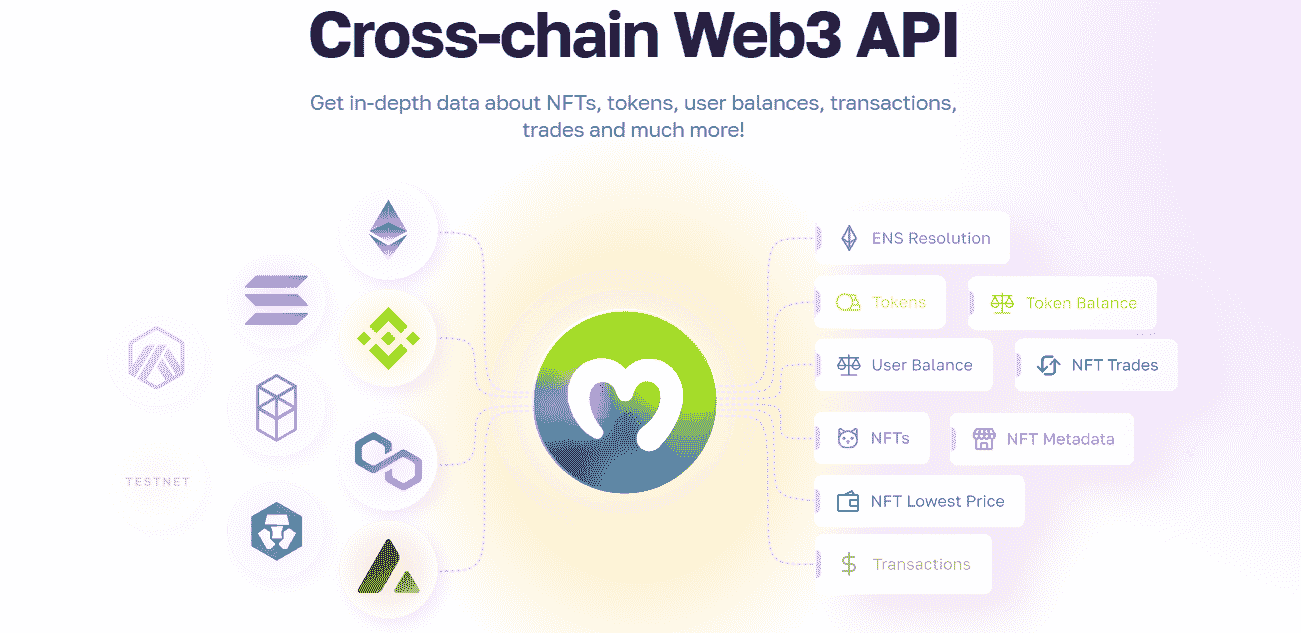 Cross-chain Web3 API
Get in-depth data about NFTs, tokens, user balances, transactions,
trades and much more!
ENS Resolution
Tokens
Token Balance
User Balance
NFT Trades
NFTs
NFT Metadata
TESTNET
NFT Lowest Price
Transactions